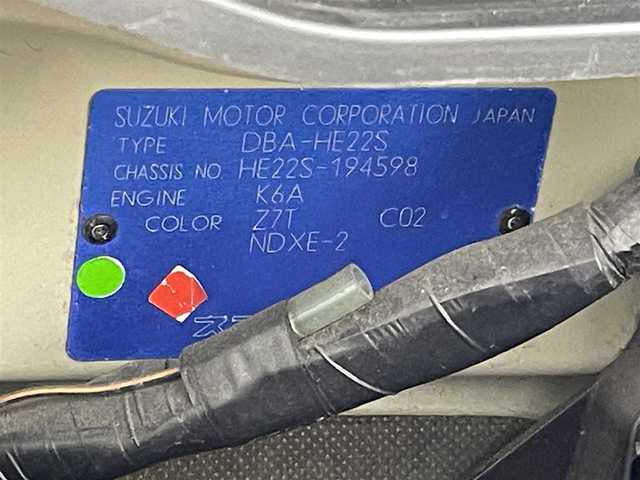 SUZUKI MOTOR CORPORATION JAPAN
TYPE DBA-HE22S
CHASSIS NO. HE22S-194598
ENGINE K6A
COLOR Z7T C02
NDXE-2